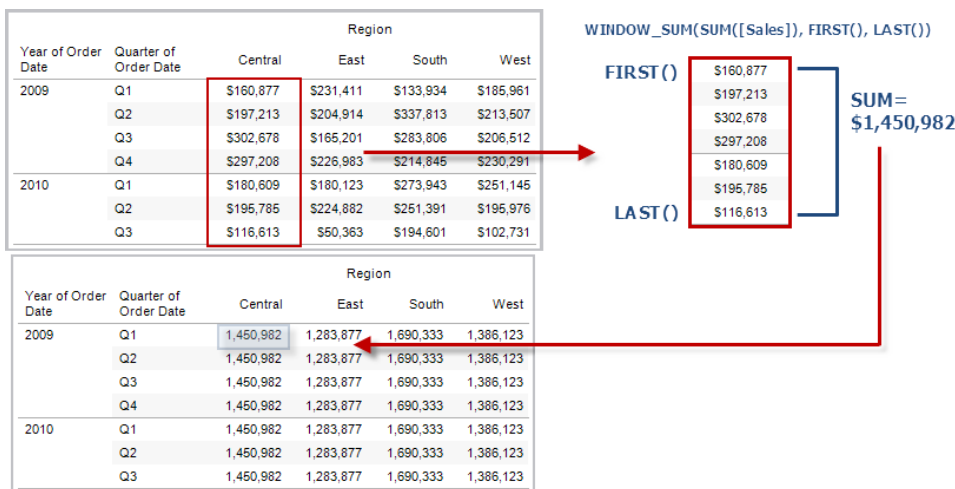 Region
Year of Order Date Quarter of Order Date Central East South West
2009 Q1 $160,877 $231,411 $133,934 $185,961
Q2 $197,213 $204,914 $337,813 $213,507
Q3 $302,678 $165,201 $283,806 $206,512
Q4 $297,208 $226,983 $214,845 $230,291
2010 Q1 $180,609 $180,123 $273,943 $251,145
Q2 $195,785 $224,882 $251,391 $195,976
Q3 $116,613 $50,363 $194,601 $102,731
WINDOW_SUM(SUM([Sales]), FIRST(), LAST())
FIRST() $160,877
$197,213
$302,678
$297,208
$180,609
$195,785
LAST() $116,613
SUM=
$1,450,982
Region
Year of Order Date Quarter of Order Date Central East South West
2009 Q1 1,450,982 1,283,877 1,690,333 1,386,123
Q2 1,450,982 1,283,877 1,690,333 1,386,123
Q3 1,450,982 1,283,877 1,690,333 1,386,123
Q4 1,450,982 1,283,877 1,690,333 1,386,123
2010 Q1 1,450,982 1,283,877 1,690,333 1,386,123
Q2 1,450,982 1,283,877 1,690,333 1,386,123
Q3 1,450,982 1,283,877 1,690,333 1,386,123